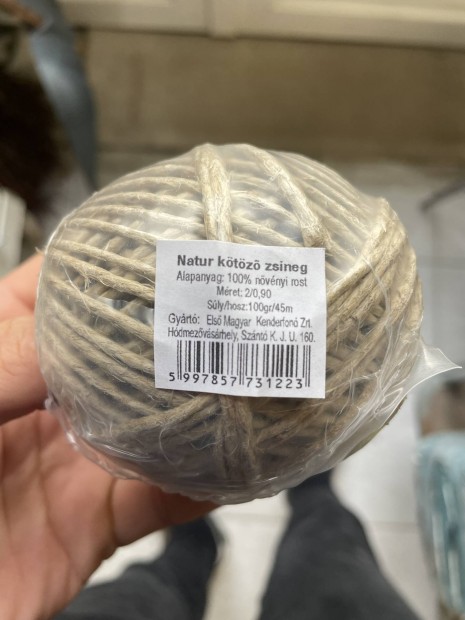 Natur kötöző zsineg
Alapanyag: 100% növényi rost
Méret: 2/0,90
Súly/hosz:100gr/45m
Gyártó: Első Magyar Kenderfonó Zrt.
Hódmezővásérhely, Szántó K. J. U. 160.
5 997857 731223